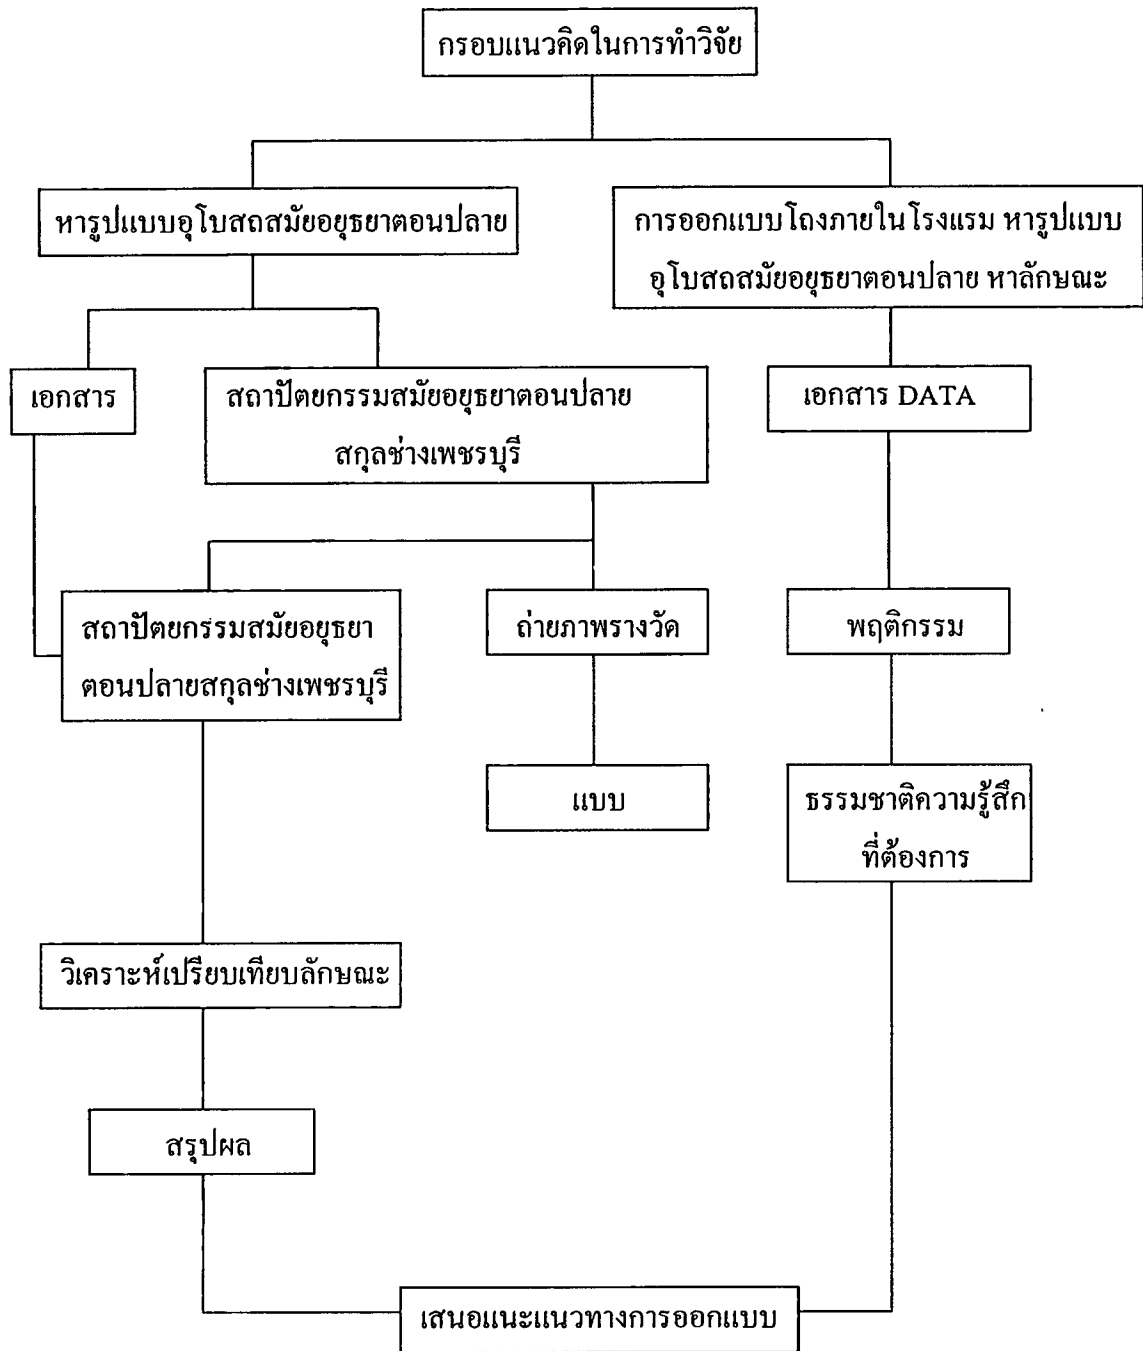 กรอบแนวคิดในการทำวิจัย
หารูปแบบอุโบสถสมัยอยุธยาตอนปลาย
การออกแบบโถงภายในโรงแรม หารูปแบบ
อุโบสถสมัยอยุธยาตอนปลาย หาลักษณะ
เอกสาร
สถาปัตยกรรมสมัยอยุธยาตอนปลาย
สกุลช่างเพชรบุรี
เอกสาร DATA
สถาปัตยกรรมสมัยอยุธยา
ตอนปลายสกุลช่างเพชรบุรี
ถ่ายภาพรางวัด
พฤติกรรม
แบบ
ธรรมชาติความรู้สึก
ที่ต้องการ
วิเคราะห์เปรียบเทียบลักษณะ
สรุปผล
เสนอแนะแนวทางการออกแบบ